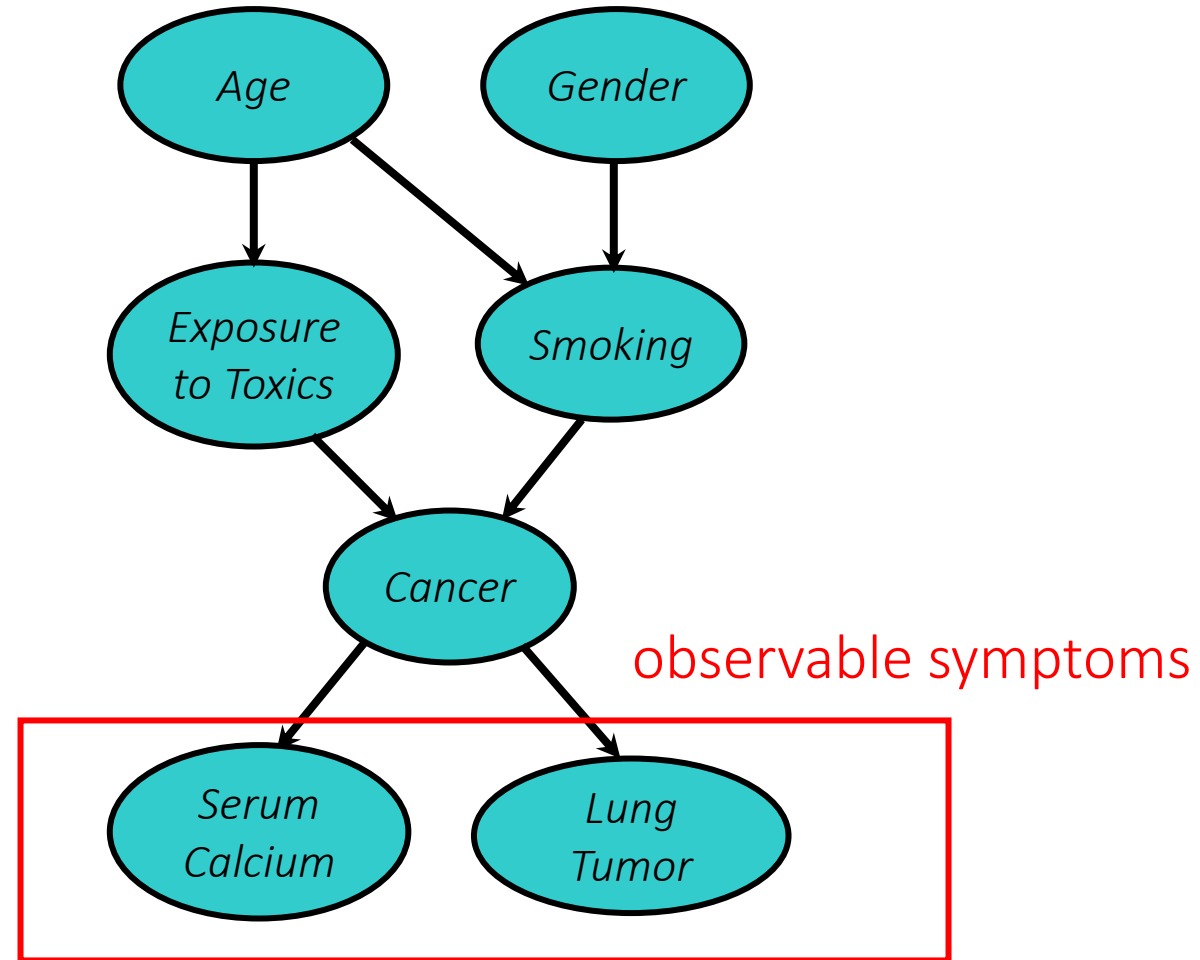 Age
Gender
Exposure
to Toxics
Smoking
Cancer
observable symptoms
Serum
Calcium
Lung
Tumor